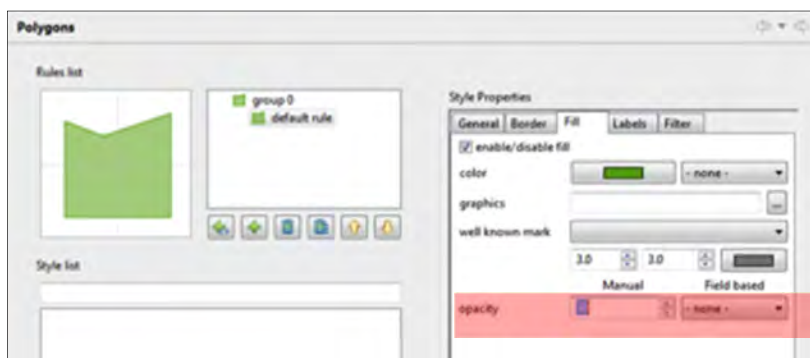 Polygons
Rules list
group 0
default rule
Style list
Style Properties
General Border Fill Labels Filter
enable/disable fill
color - none -
graphics ...
well known mark
3.0 3.0
Manual Field based
opacity - none -